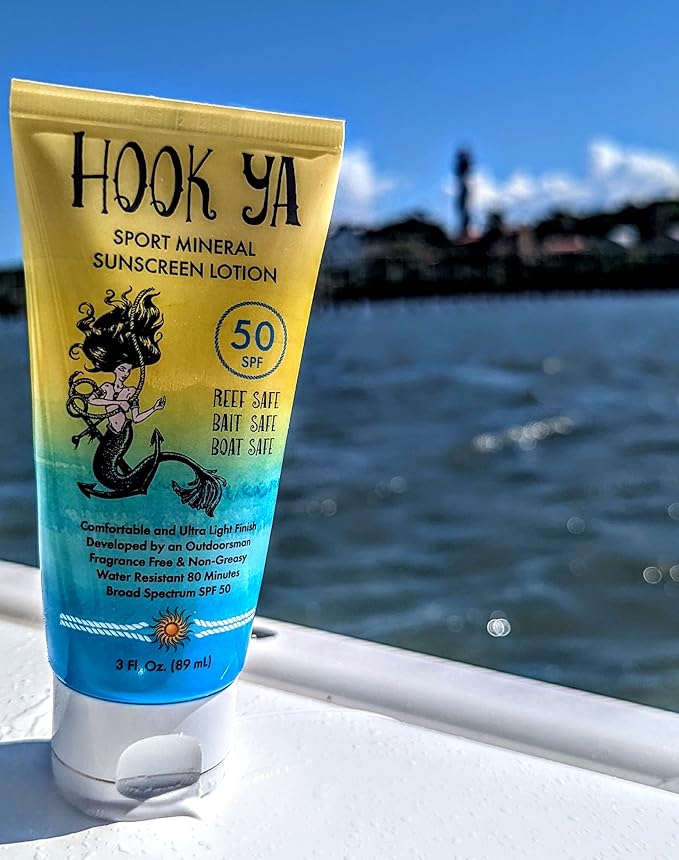 HOOK YA
SPORT MINERAL
SUNSCREEN LOTION
50
SPF
REEF SAFE
BAIT SAFE
BOAT SAFE
Comfortable and Ultra Light Finish
Developed by an Outdoorsman
Fragrance Free & Non-Greasy
Water Resistant 80 Minutes
Broad Spectrum SPF 50
3 Fl. Oz. (89 mL)